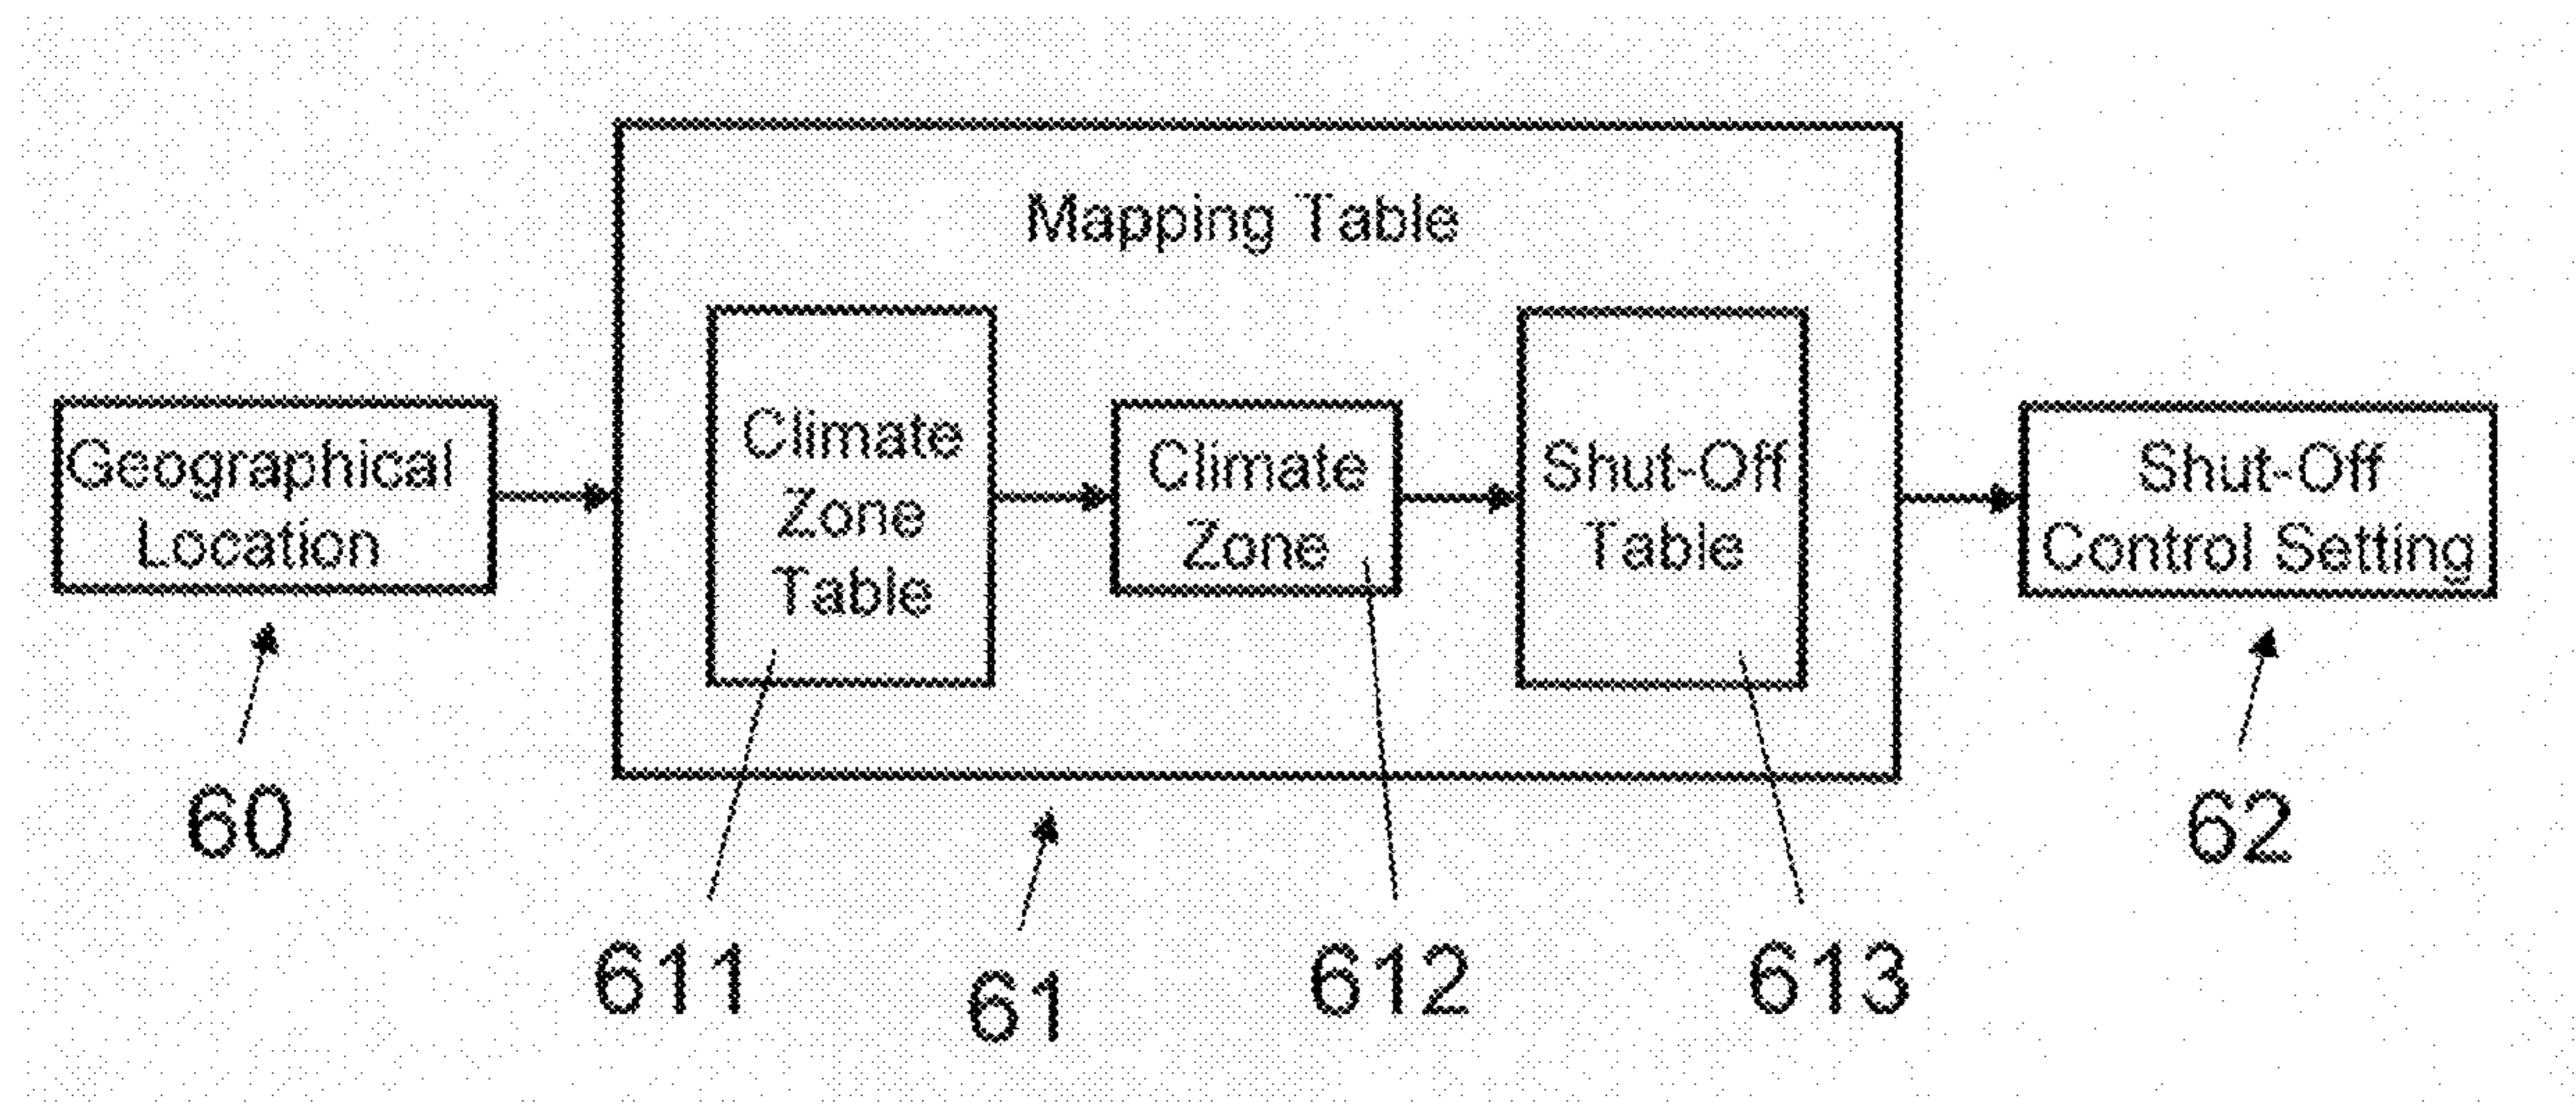 Mapping Table
Geographical
Location
Climate
Zone
Table
Climate
Zone
Shut-Off
Table
Shut-Off
Control Setting
60
611
61
612
613
62